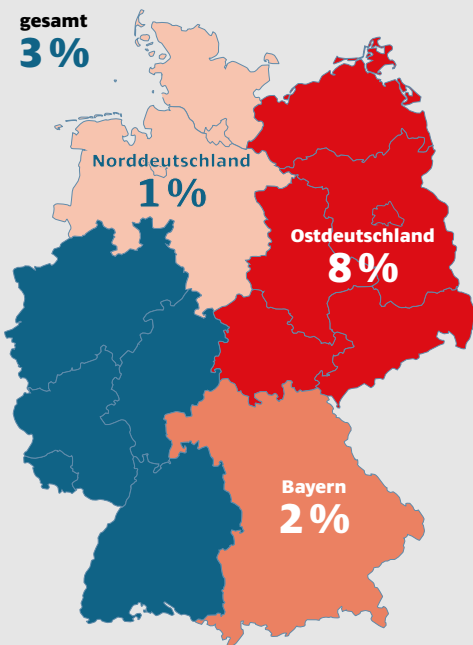 gesamt
3 %
Norddeutschland
1 %
Ostdeutschland
8 %
Bayern
2 %